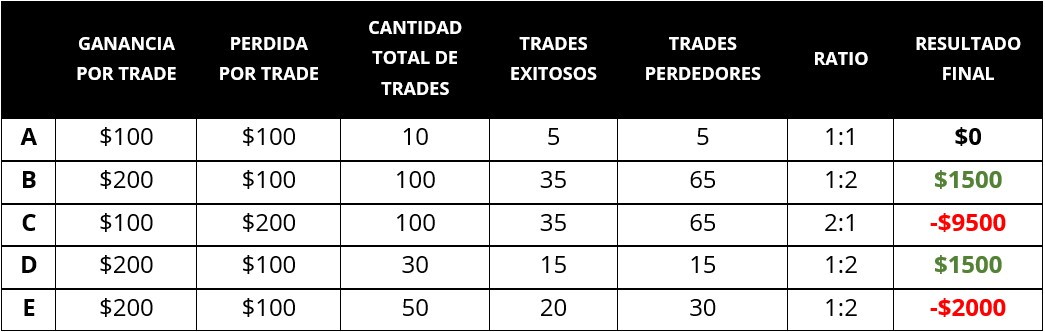 GANANCIA POR TRADE PERDIDA POR TRADE CANTIDAD TOTAL DE TRADES TRADES EXITOSOS TRADES PERDEDORES RATIO RESULTADO FINAL
A $100 $100 10 5 5 1:1 $0
B $200 $100 100 35 65 1:2 $1500
C $100 $200 100 35 65 2:1 -$9500
D $200 $100 30 15 15 1:2 $1500
E $200 $100 50 20 30 1:2 -$2000